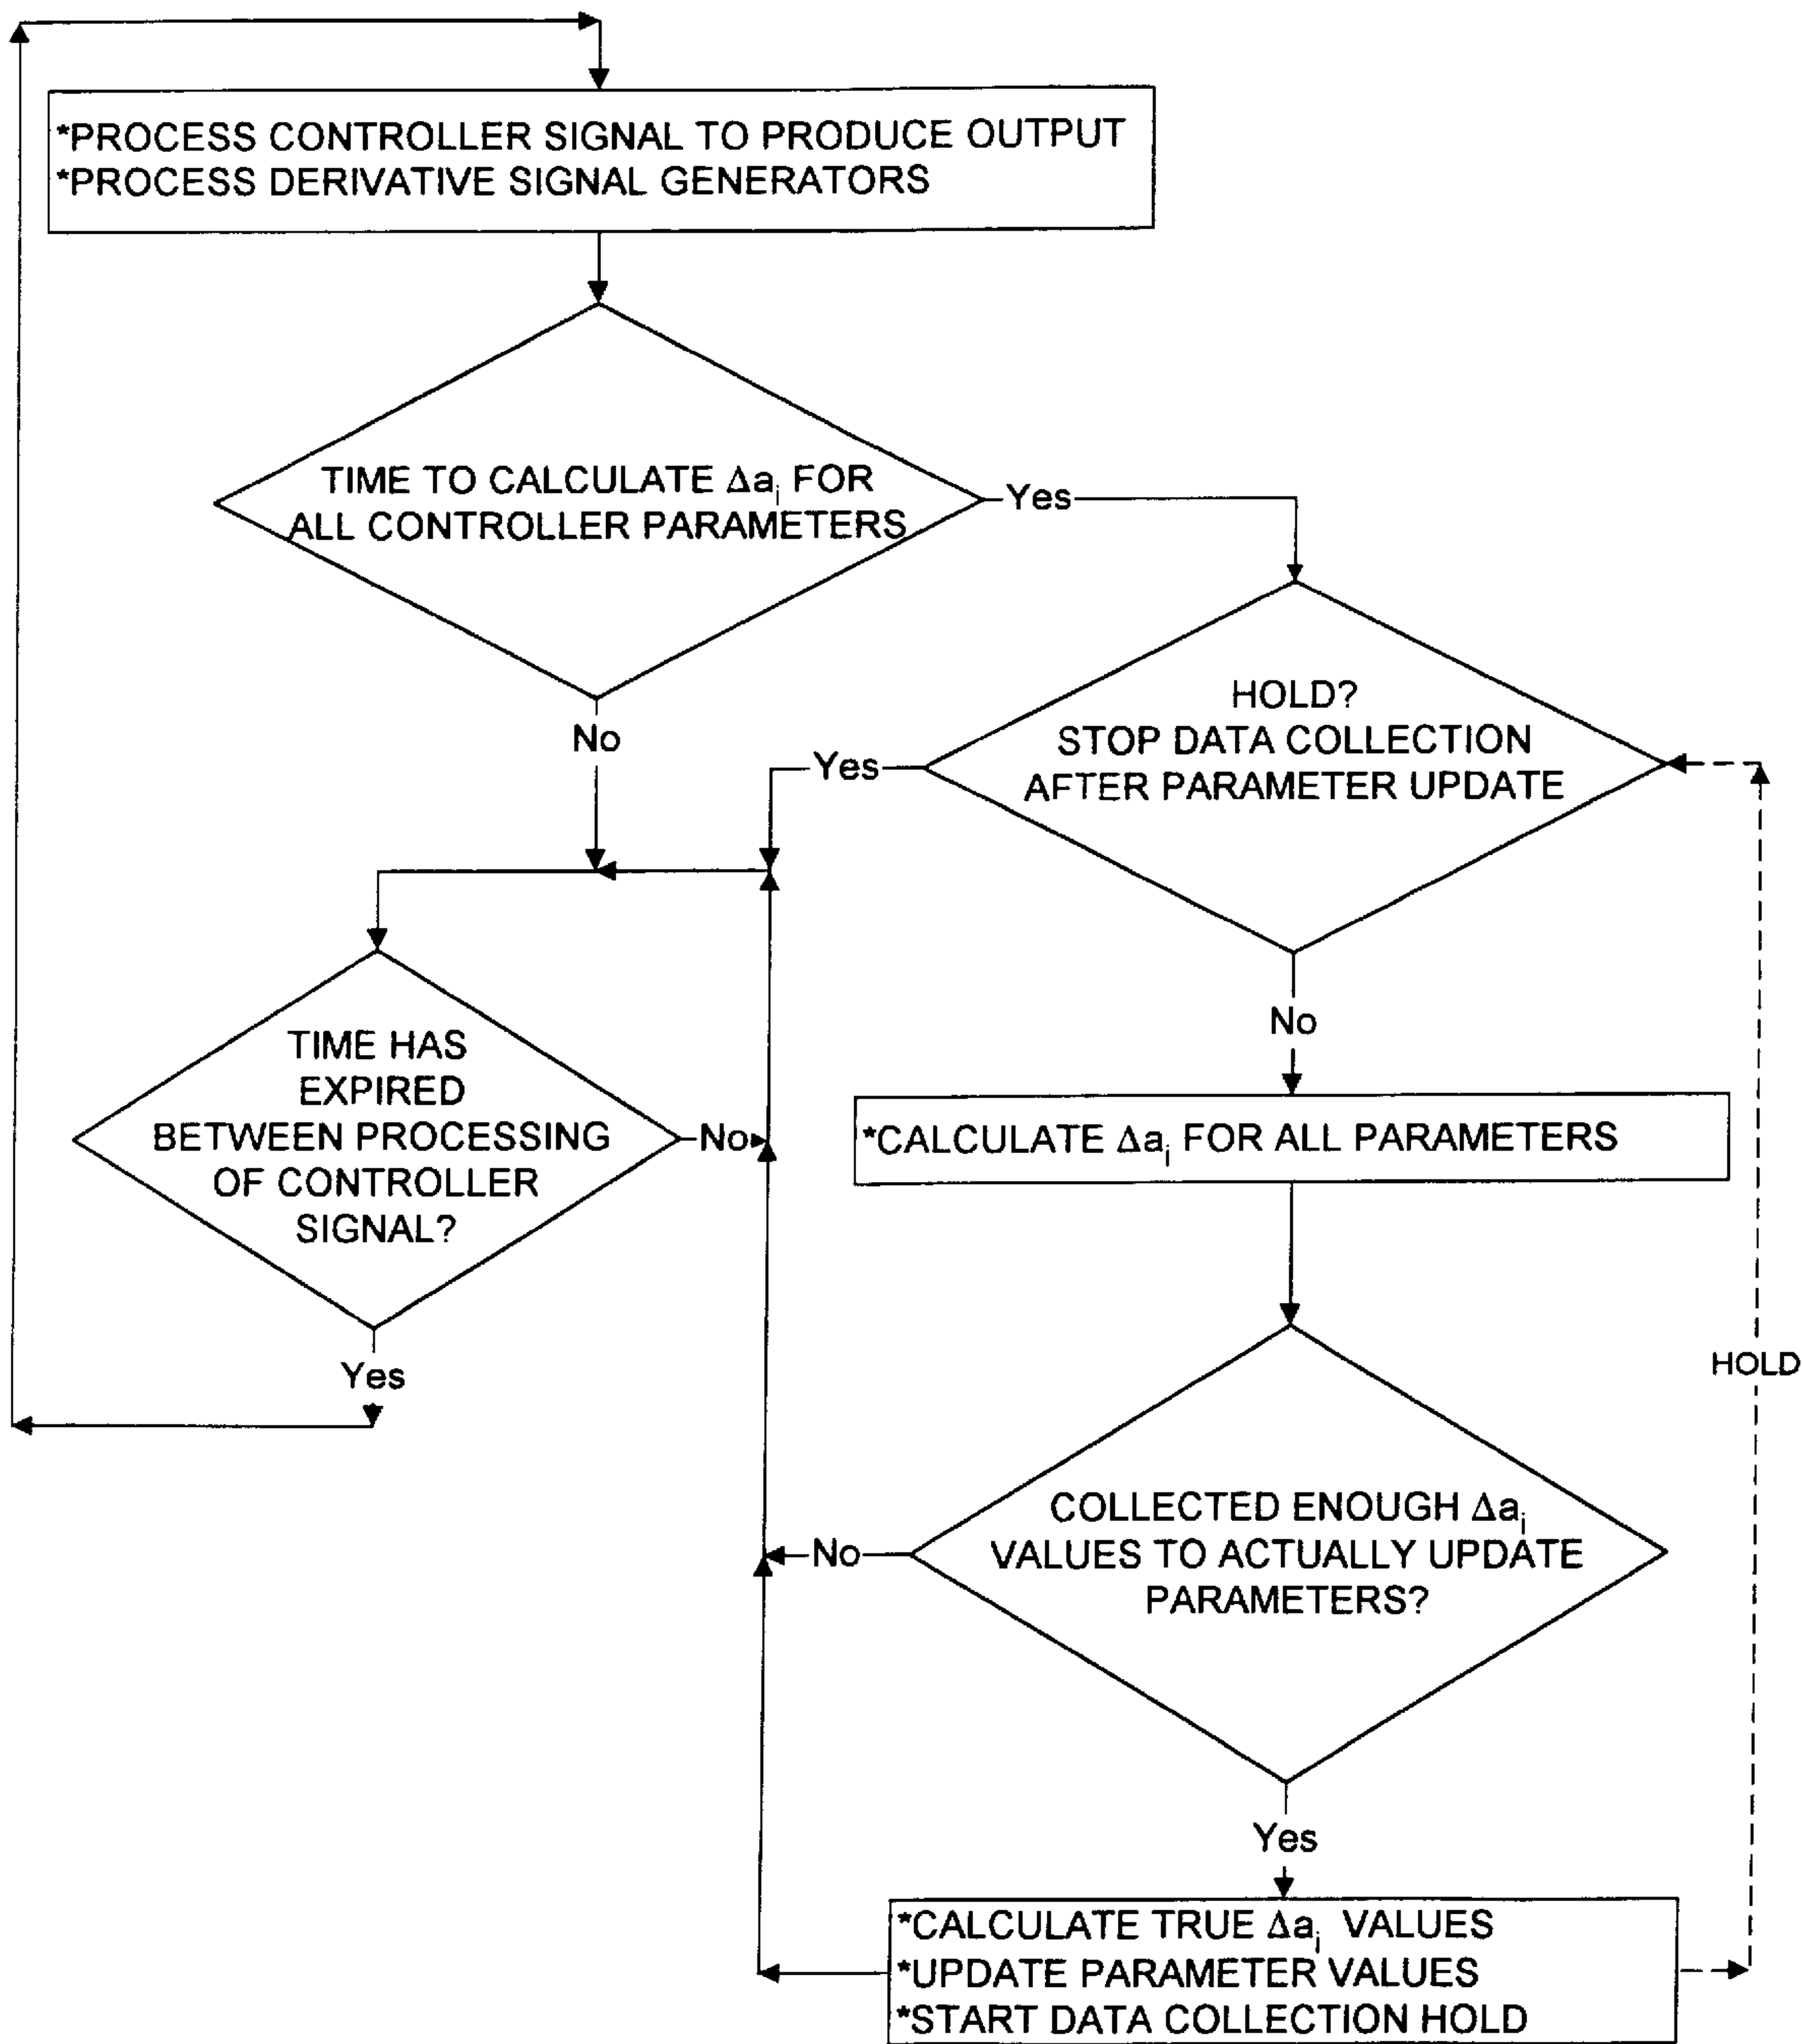 *PROCESS CONTROLLER SIGNAL TO PRODUCE OUTPUT
*PROCESS DERIVATIVE SIGNAL GENERATORS
TIME TO CALCULATE Δai FOR
ALL CONTROLLER PARAMETERS
Yes
No
HOLD?
STOP DATA COLLECTION
AFTER PARAMETER UPDATE
Yes
No
TIME HAS
EXPIRED
BETWEEN PROCESSING
OF CONTROLLER
SIGNAL?
No
Yes
*CALCULATE Δai FOR ALL PARAMETERS
HOLD
COLLECTED ENOUGH Δai
VALUES TO ACTUALLY UPDATE
PARAMETERS?
No
Yes
*CALCULATE TRUE Δai VALUES
*UPDATE PARAMETER VALUES
*START DATA COLLECTION HOLD